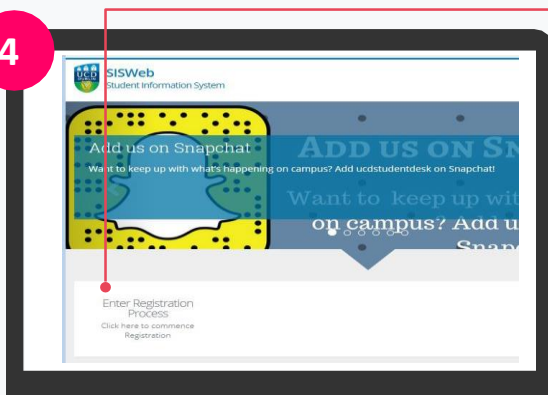 4
UCD
DUBLIN
SISWeb
Student Information System
Add us on Snapchat
Want to keep up with what's happening on campus? Add ucdstudentdesk on Snapchat!
ADD US ON SN
Want to keep up wit
on campus? Add u
Snap
Enter Registration
Process
Click here to commence
Registration